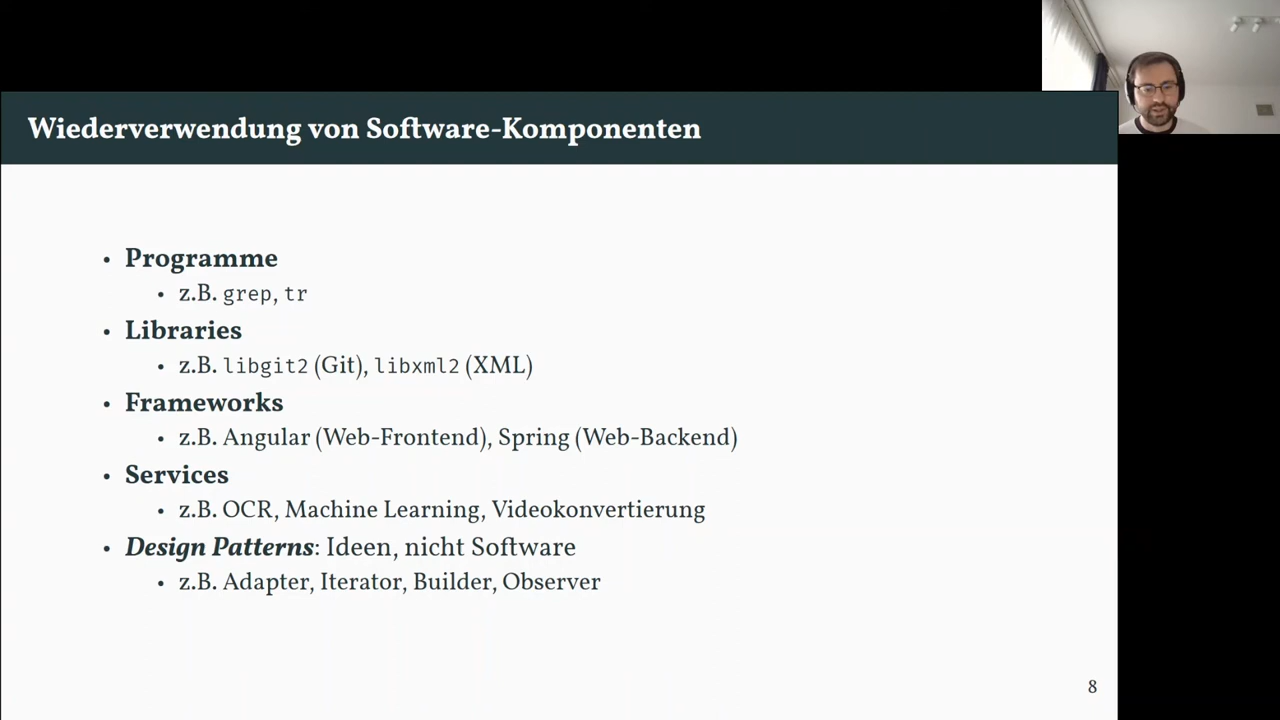 Wiederverwendung von Software-Komponenten
• Programme
• z.B. grep, tr
• Libraries
• z.B. libgit2 (Git), libxml2 (XML)
• Frameworks
• z.B. Angular (Web-Frontend), Spring (Web-Backend)
• Services
• z.B. OCR, Machine Learning, Videokonvertierung
• Design Patterns: Ideen, nicht Software
• z.B. Adapter, Iterator, Builder, Observer
8